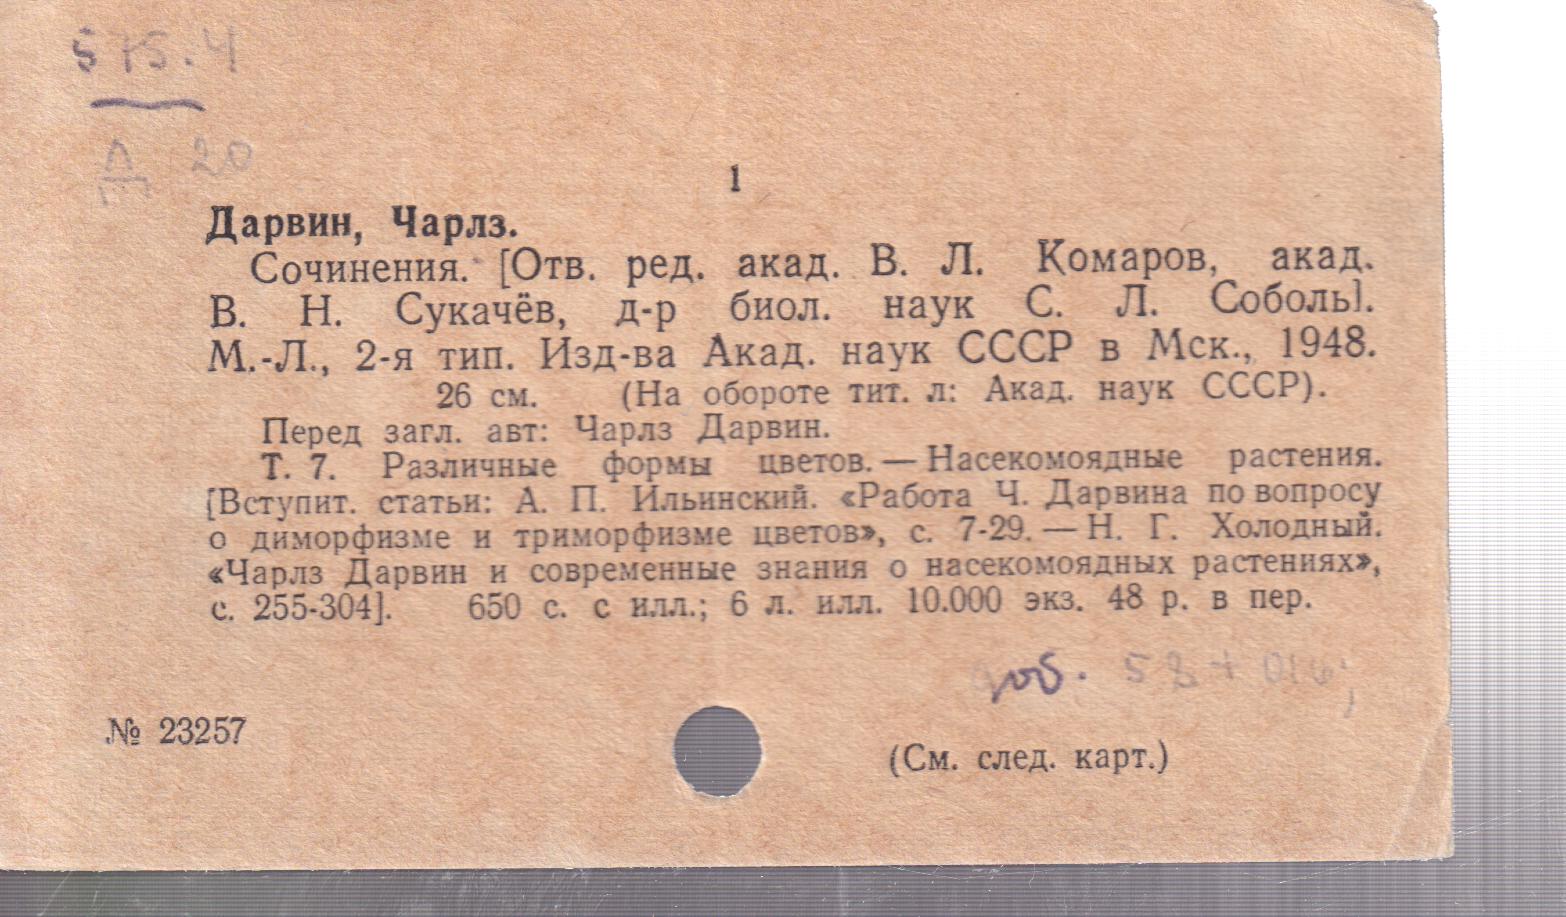 575.4
Д 20
1
Дарвин, Чарлз.
Сочинения. [Отв. ред. акад. В. Л. Комаров, акад.
В. Н. Сукачёв, д-р биол. наук С. Л. Соболь].
М.-Л., 2-я тип. Изд-ва Акад. наук СССР в Мск., 1948.
26 см. (На обороте тит. л: Акад. наук СССР).
Перед загл. авт: Чарлз Дарвин.
Т. 7. Различные формы цветов. — Насекомоядные растения.
[Вступит. статьи: А. П. Ильинский. «Работа Ч. Дарвина по вопросу
о диморфизме и триморфизме цветов», с. 7-29. — Н. Г. Холодный.
«Чарлз Дарвин и современные знания о насекомоядных растениях»,
с. 255-304]. 650 с. с илл.; 6 л. илл. 10.000 экз. 48 р. в пер.
доб. 58+
№ 23257
(См. след. карт.)